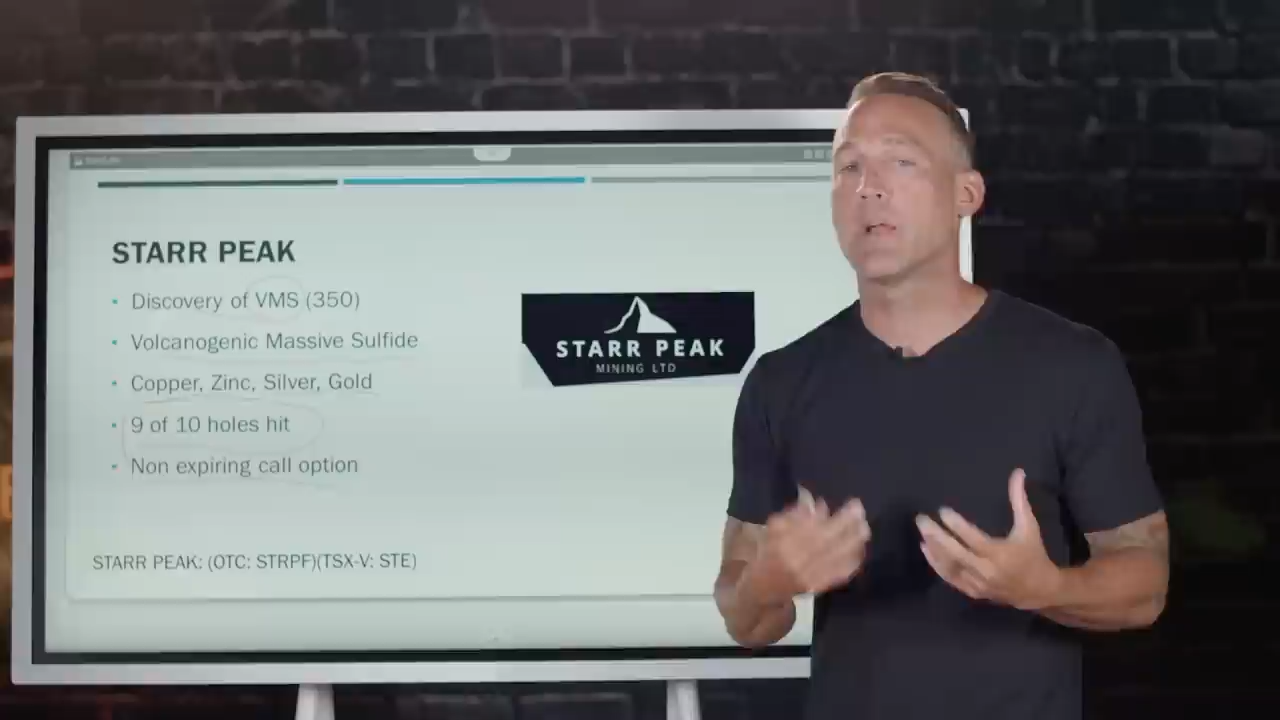 STARR PEAK
• Discovery of VMS (350)
• Volcanogenic Massive Sulfide
• Copper, Zinc, Silver, Gold
• 9 of 10 holes hit
• Non expiring call option
STARR PEAK
MINING LTD
STARR PEAK: (OTC: STRPF)(TSX-V: STE)